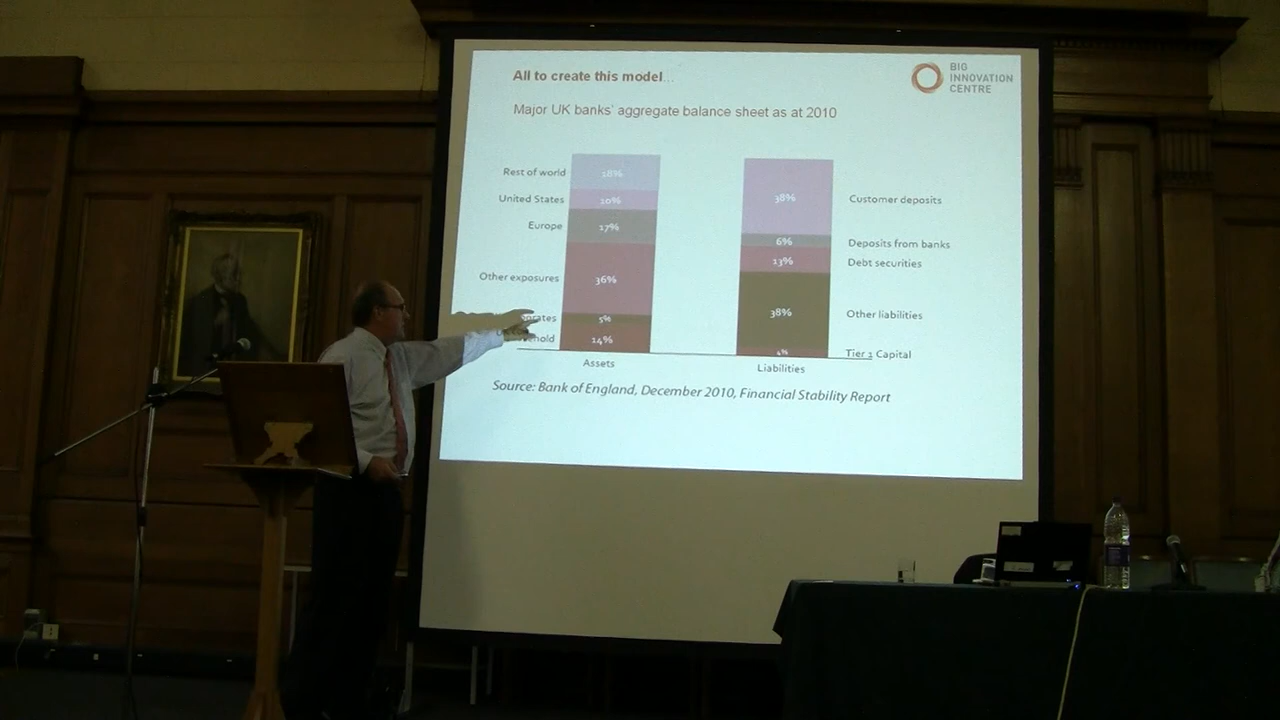 All to create this model...
BIG
INNOVATION
CENTRE
Major UK banks' aggregate balance sheet as at 2010
Rest of world
18%
United States
10%
Europe
17%
Other exposures
36%
orates
5%
hold
14%
Assets
38%
Customer deposits
6%
Deposits from banks
13%
Debt securities
38%
Other liabilities
4%
Tier 1 Capital
Liabilities
Source: Bank of England, December 2010, Financial Stability Report